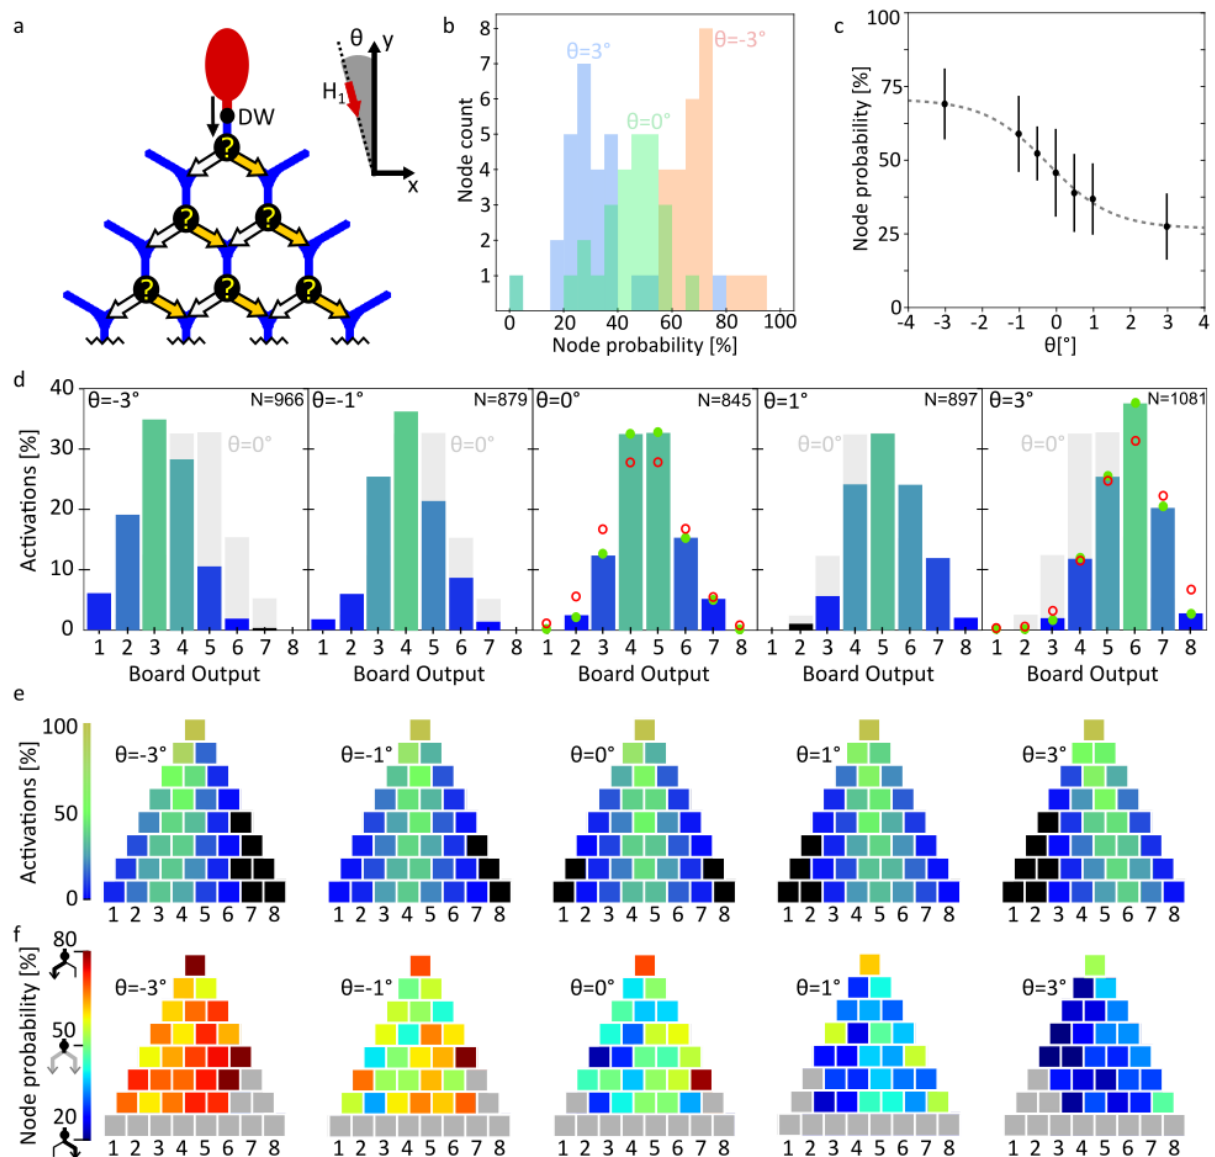 a
θ
y
H1
DW
x
?
? ?
? ? ?
b
8
7
6
5
4
3
2
1
Node count
θ=3°
θ=-3°
θ=0°
0 20 40 60 80 100
Node probability [%]
c
100
75
50
25
0
Node probability [%]
-4 -3 -1 0 1 2 3 4
θ[°]
d
40
30
20
10
0
Activations [%]
θ=-3° N=966
θ=0°
1 2 3 4 5 6 7 8
Board Output
θ=-1° N=879
θ=0°
1 2 3 4 5 6 7 8
Board Output
θ=0° N=845
1 2 3 4 5 6 7 8
Board Output
θ=1° N=897
θ=0°
1 2 3 4 5 6 7 8
Board Output
θ=3° N=1081
θ=0°
1 2 3 4 5 6 7 8
Board Output
e
100
50
0
Activations [%]
θ=-3°
1 2 3 4 5 6 7 8
θ=-1°
1 2 3 4 5 6 7 8
θ=0°
1 2 3 4 5 6 7 8
θ=1°
1 2 3 4 5 6 7 8
θ=3°
1 2 3 4 5 6 7 8
f
80
50
20
Node probability [%]
θ=-3°
1 2 3 4 5 6 7 8
θ=-1°
1 2 3 4 5 6 7 8
θ=0°
1 2 3 4 5 6 7 8
θ=1°
1 2 3 4 5 6 7 8
θ=3°
1 2 3 4 5 6 7 8